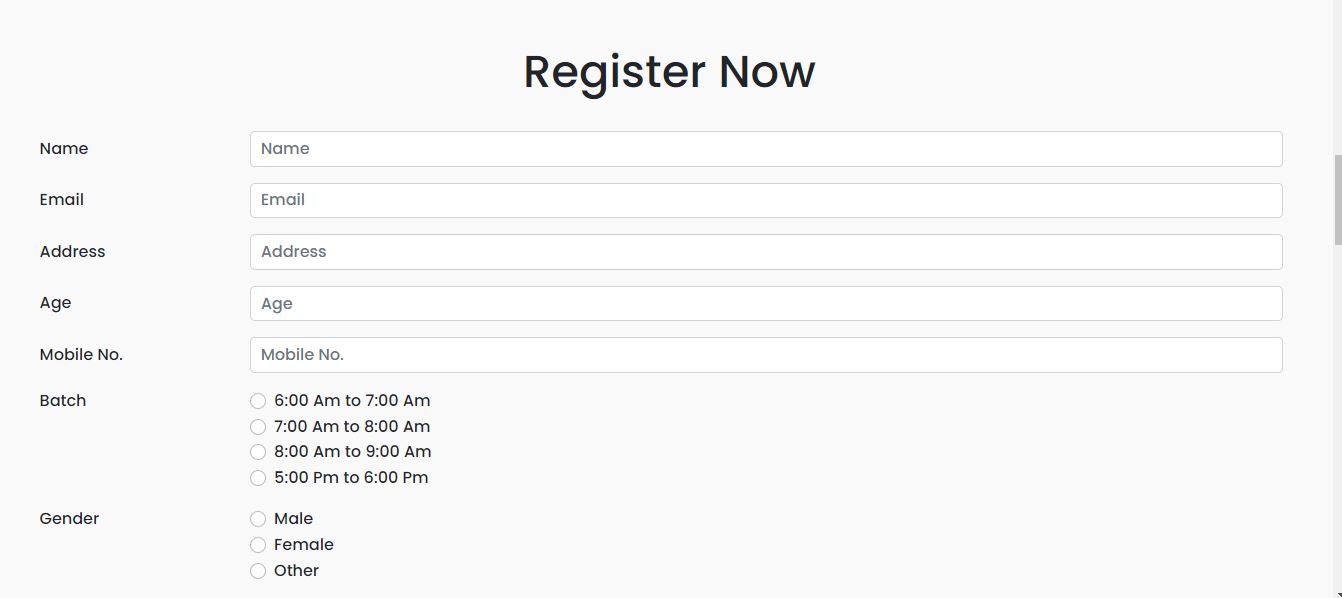 Register Now
Name Name
Email Email
Address Address
Age Age
Mobile No. Mobile No.
Batch 6:00 Am to 7:00 Am
7:00 Am to 8:00 Am
8:00 Am to 9:00 Am
5:00 Pm to 6:00 Pm
Gender Male
Female
Other